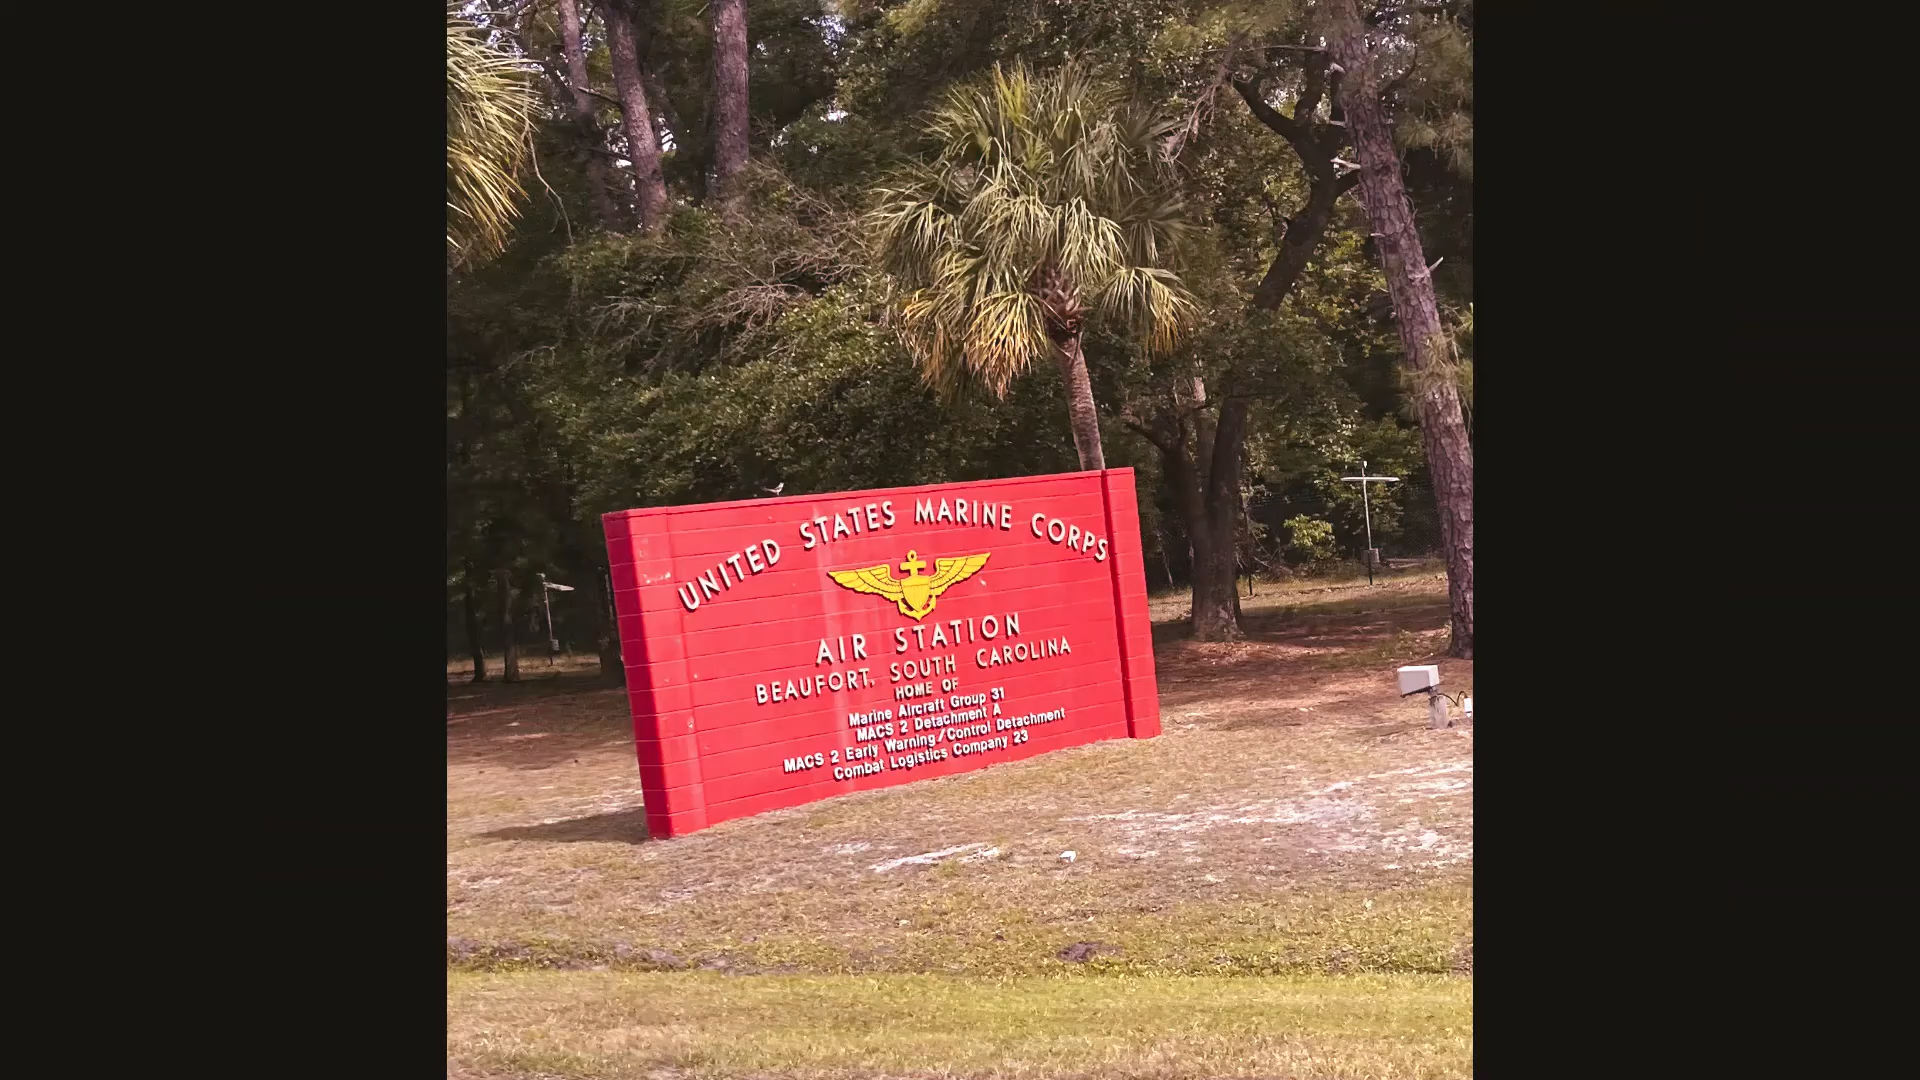 UNITED STATES MARINE CORPS
AIR STATION
BEAUFORT, SOUTH CAROLINA
HOME OF
Marine Aircraft Group 31
MACS 2 Detachment A
MACS 2 Early Warning/Control Detachment
Combat Logistics Company 23